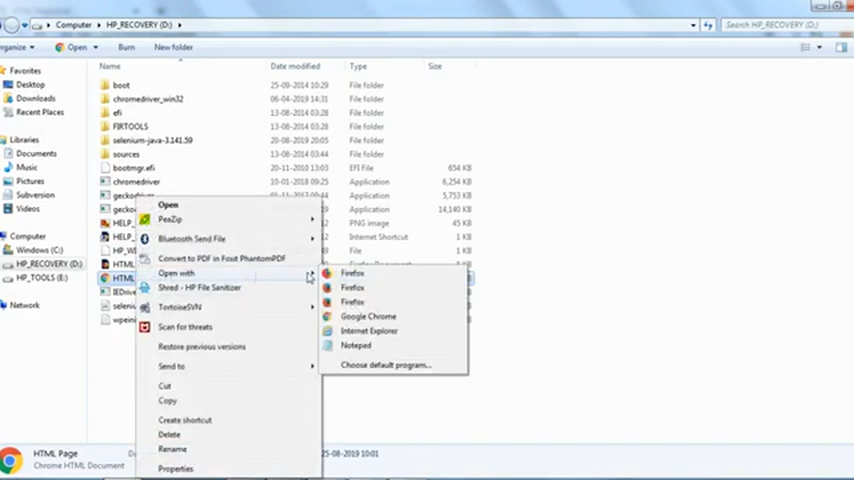 Computer HP_RECOVERY (D:) Search HP_RECOVERY (D:)
Open Burn New folder
Name Date modified Type Size
Favorites
Desktop
Downloads
Recent Places
Libraries
Documents
Music
Pictures
Subversion
Videos
Computer
Windows (C:)
HP_RECOVERY (D:)
HP_TOOLS (E:)
Network
boot 25-09-2014 10:29 File folder
chromedriver_win32 06-04-2019 14:31 File folder
efi 13-08-2014 03:28 File folder
FIRTOOLS 13-08-2014 03:28 File folder
selenium-java-3.141.59 20-08-2019 20:05 File folder
sources 13-08-2014 03:44 File folder
bootmgr.efi 20-11-2010 13:03 EFI File 654 KB
chromedriver 10-01-2018 09:25 Application 6,254 KB
Application 5,753 KB
Application 14,140 KB
HELP_ PNG image 45 KB
HELP_ Internet Shortcut 1 KB
File 1 KB
HTML
Open
PeaZip
Bluetooth Send File
Convert to PDF in Foxit PhantomPDF
Open with
Shred - HP File Sanitizer
TortoiseSVN
Scan for threats
Restore previous versions
Send to
Cut
Copy
Create shortcut
Delete
Rename
Properties
Firefox
Firefox
Firefox
Google Chrome
Internet Explorer
Notepad
Choose default program...
HTML Page 25-08-2019 10:01
Chrome HTML Document